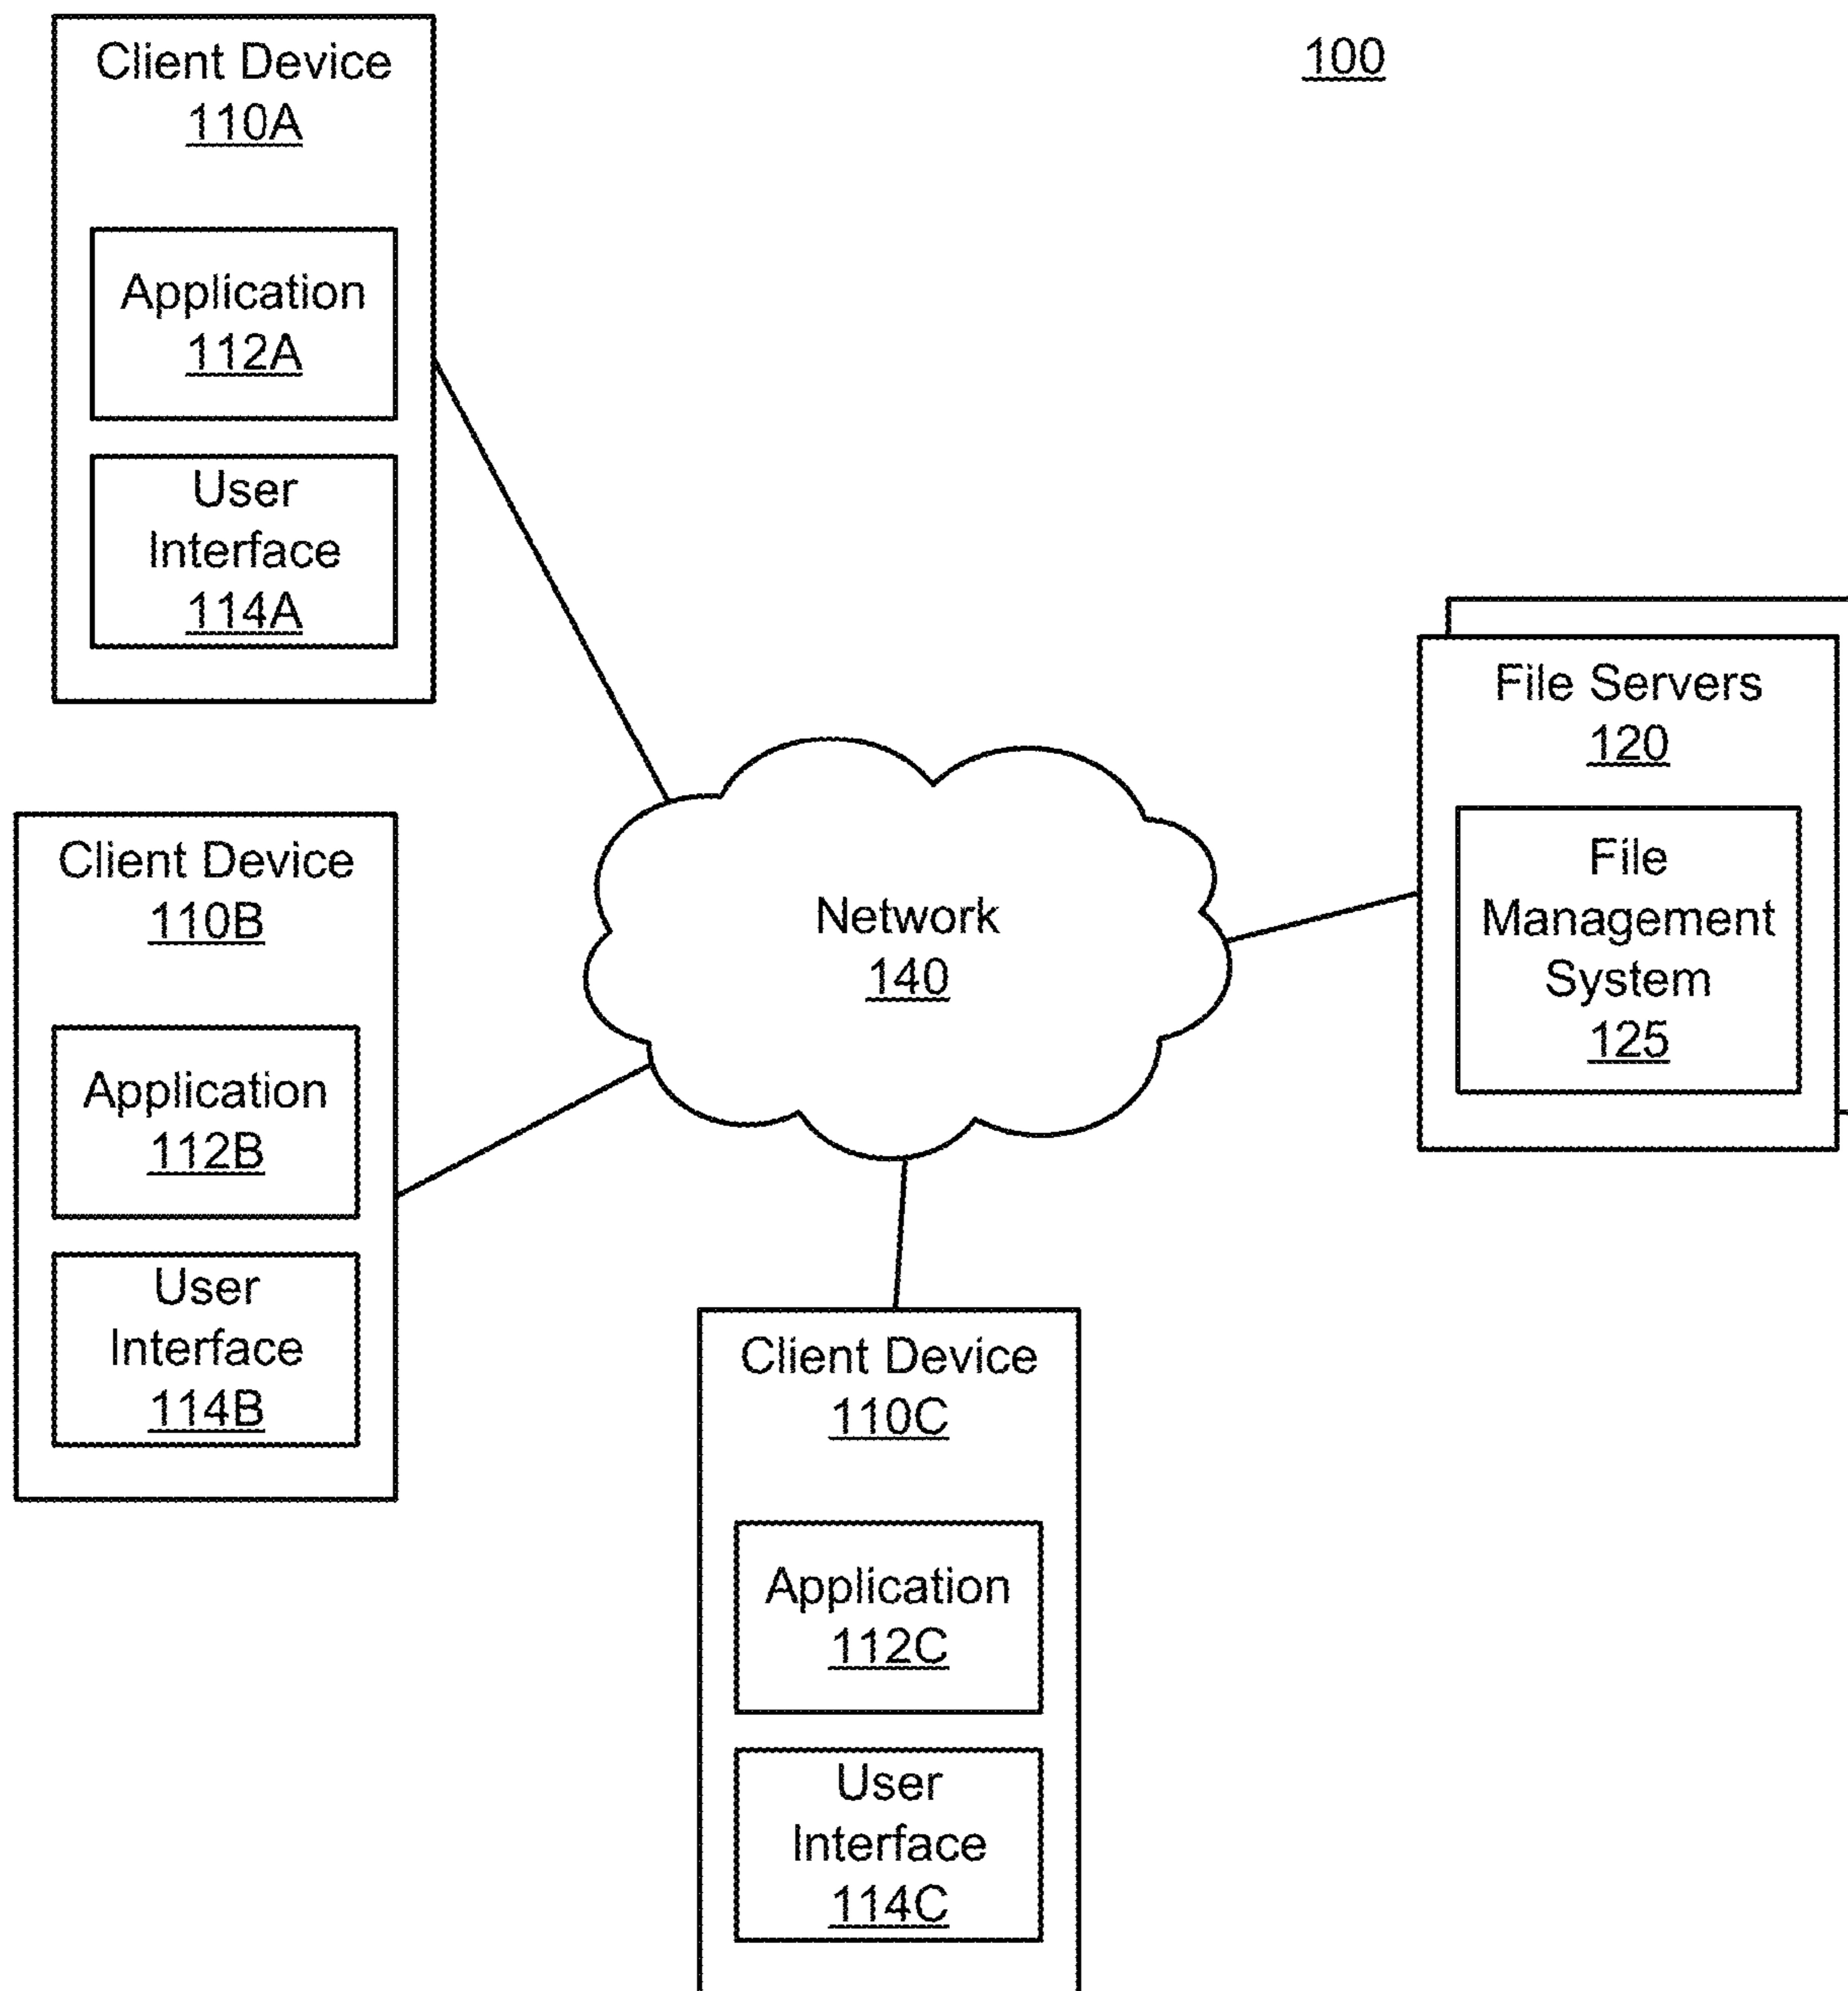 100
Client Device
110A
Application
112A
User
Interface
114A
File Servers
120
File
Management
System
125
Network
140
Client Device
110B
Application
112B
User
Interface
114B
Client Device
110C
Application
112C
User
Interface
114C